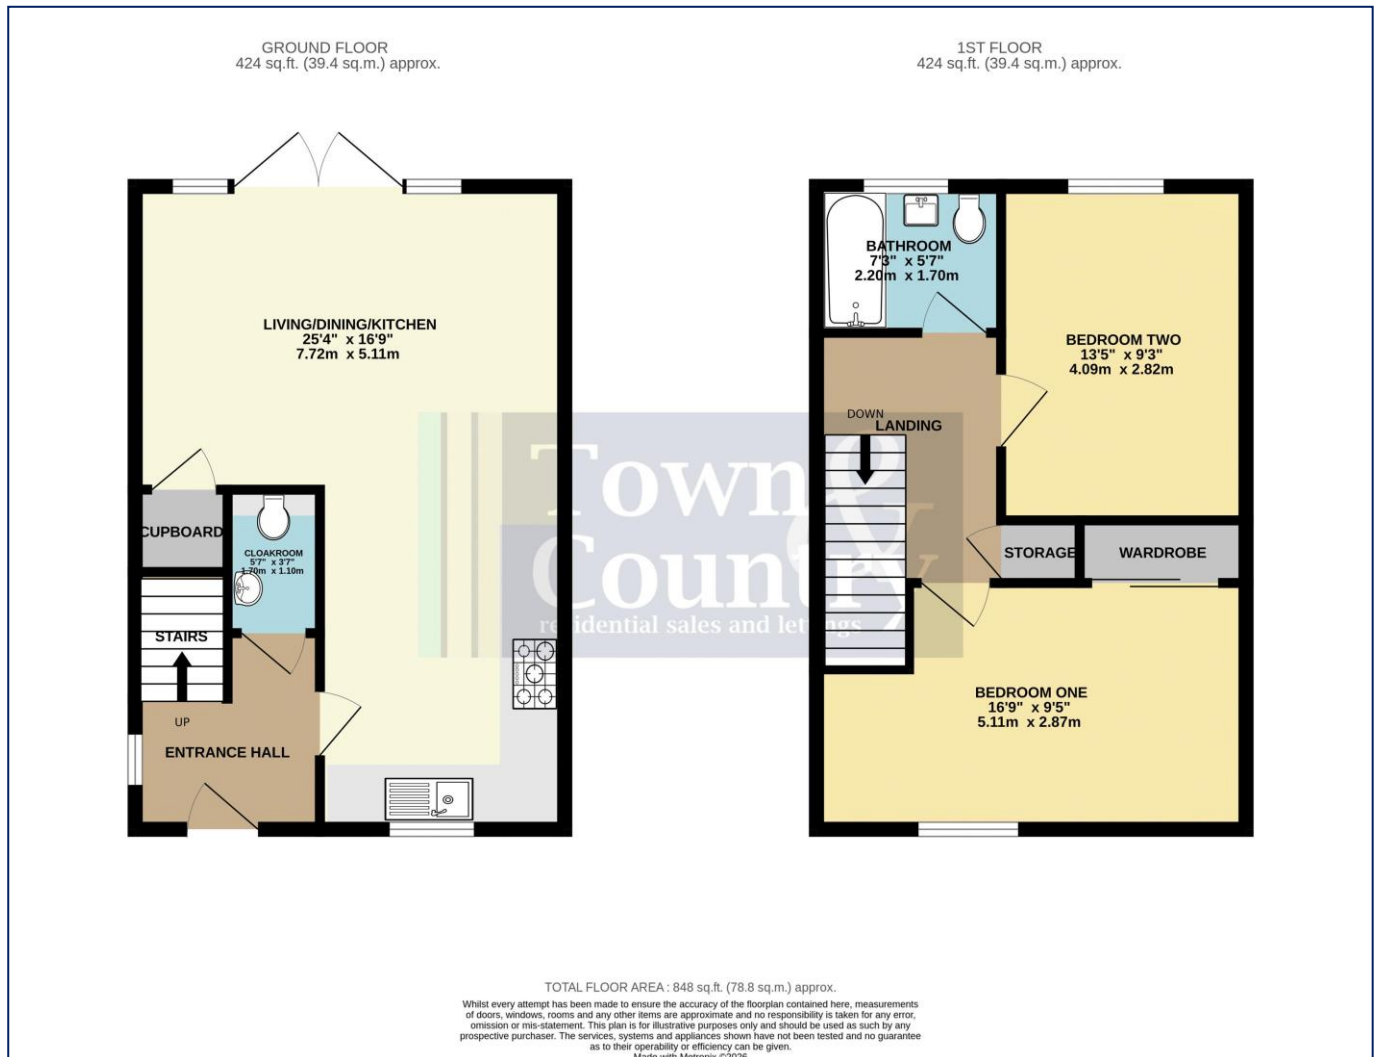 GROUND FLOOR
424 sq.ft. (39.4 sq.m.) approx.
1ST FLOOR
424 sq.ft. (39.4 sq.m.) approx.
LIVING/DINING/KITCHEN
25'4" x 16'9"
7.72m x 5.11m
CUPBOARD
CLOAKROOM
5'7" x 3'7"
1.70m x 1.10m
STAIRS
UP
ENTRANCE HALL
BATHROOM
7'3" x 5'7"
2.20m x 1.70m
BEDROOM TWO
13'5" x 9'3"
4.09m x 2.82m
DOWN
LANDING
STORAGE
WARDROBE
BEDROOM ONE
16'9" x 9'5"
5.11m x 2.87m
Town &
Country
residential sales and lettings
TOTAL FLOOR AREA : 848 sq.ft. (78.8 sq.m.) approx.
Whilst every attempt has been made to ensure the accuracy of the floorplan contained here, measurements
of doors, windows, rooms and any other items are approximate and no responsibility is taken for any error,
omission or mis-statement. This plan is for illustrative purposes only and should be used as such by any
prospective purchaser. The services, systems and appliances shown have not been tested and no guarantee
as to their operability or efficiency can be given.
Made with Metropix ©2026